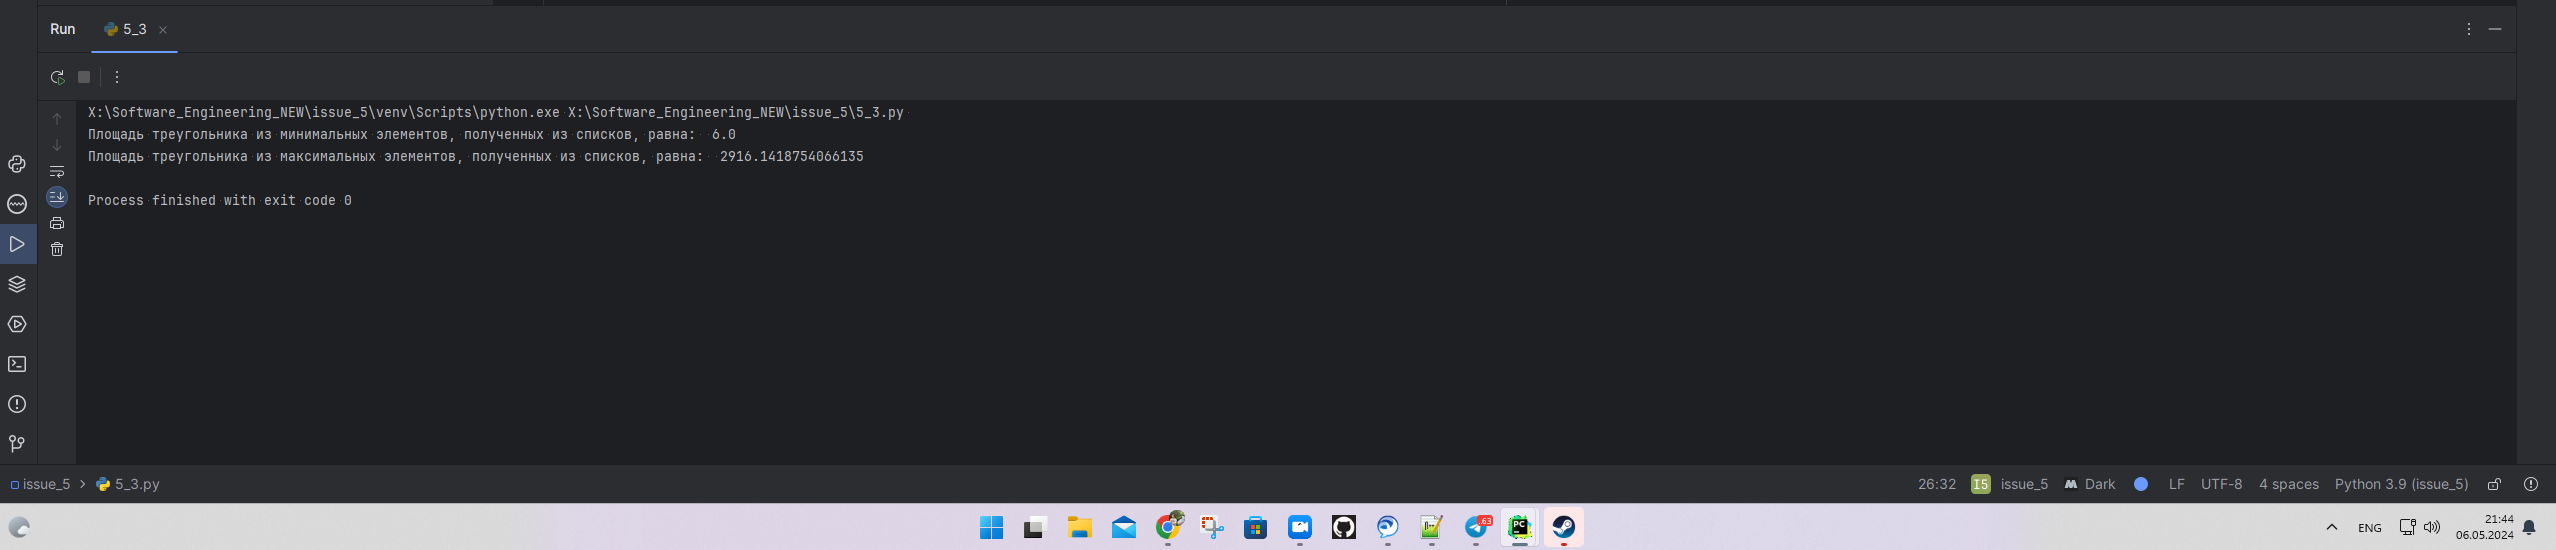 Run 5_3
X:\Software_Engineering_NEW\issue_5\venv\Scripts\python.exe X:\Software_Engineering_NEW\issue_5\5_3.py
Площадь треугольника из минимальных элементов, полученных из списков, равна:  6.0
Площадь треугольника из максимальных элементов, полученных из списков, равна:  2916.1418754066135
Process finished with exit code 0
issue_5 > 5_3.py 26:32 I5 issue_5 Dark LF UTF-8 4 spaces Python 3.9 (issue_5)
63
PC
ENG
21:44
06.05.2024